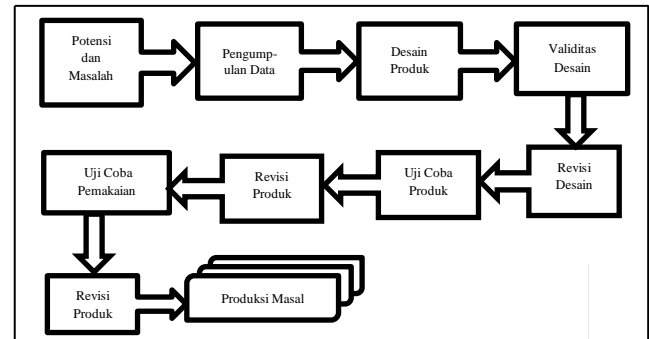 Potensi
dan
Masalah
Pengump-
ulan Data
Desain
Produk
Validitas
Desain
Revisi
Desain
Uji Coba
Produk
Revisi
Produk
Uji Coba
Pemakaian
Revisi
Produk
Produksi Masal